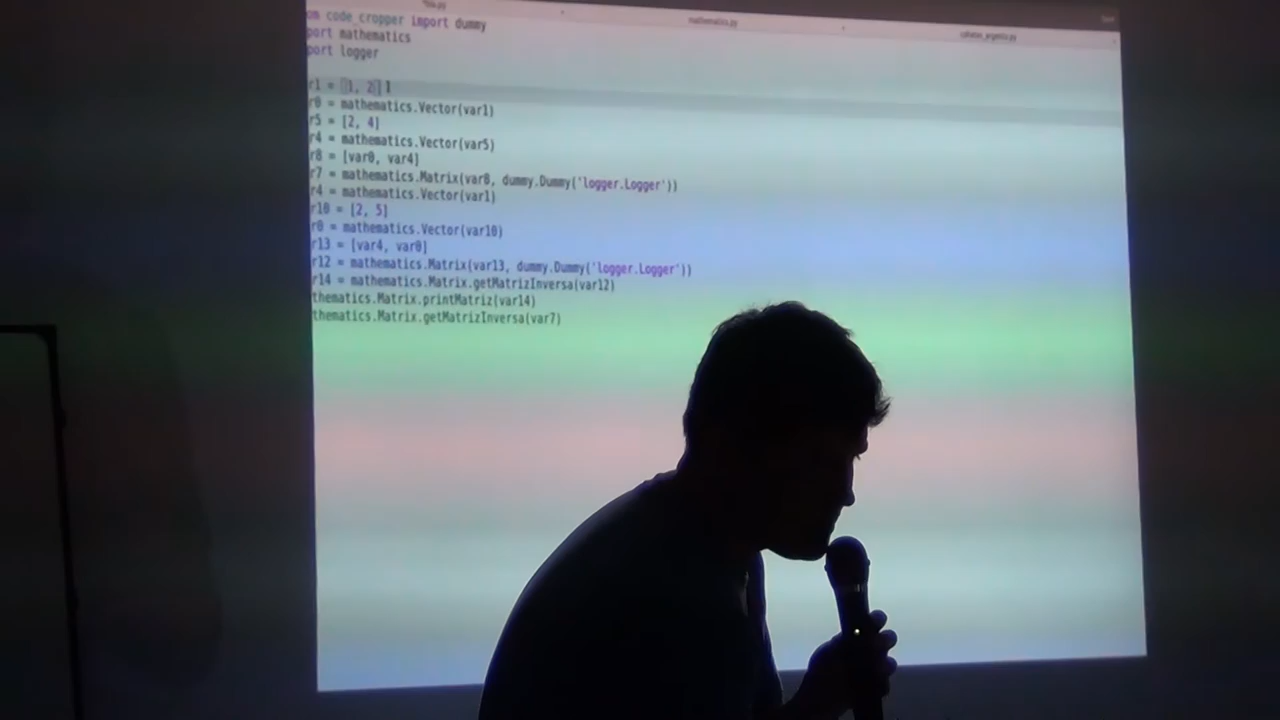 mathematics.py
om code_cropper import dummy
port mathematics
port logger
r1 = [1, 2]
r0 = mathematics.Vector(var1)
r5 = [2, 4]
r4 = mathematics.Vector(var5)
r8 = [var0, var4]
r7 = mathematics.Matrix(var8, dummy.Dummy('logger.Logger'))
r4 = mathematics.Vector(var1)
r10 = [2, 5]
r0 = mathematics.Vector(var10)
r13 = [var4, var0]
r12 = mathematics.Matrix(var13, dummy.Dummy('logger.Logger'))
r14 = mathematics.Matrix.getMatrizInversa(var12)
thematics.Matrix.printMatriz(var14)
thematics.Matrix.getMatrizInversa(var7)